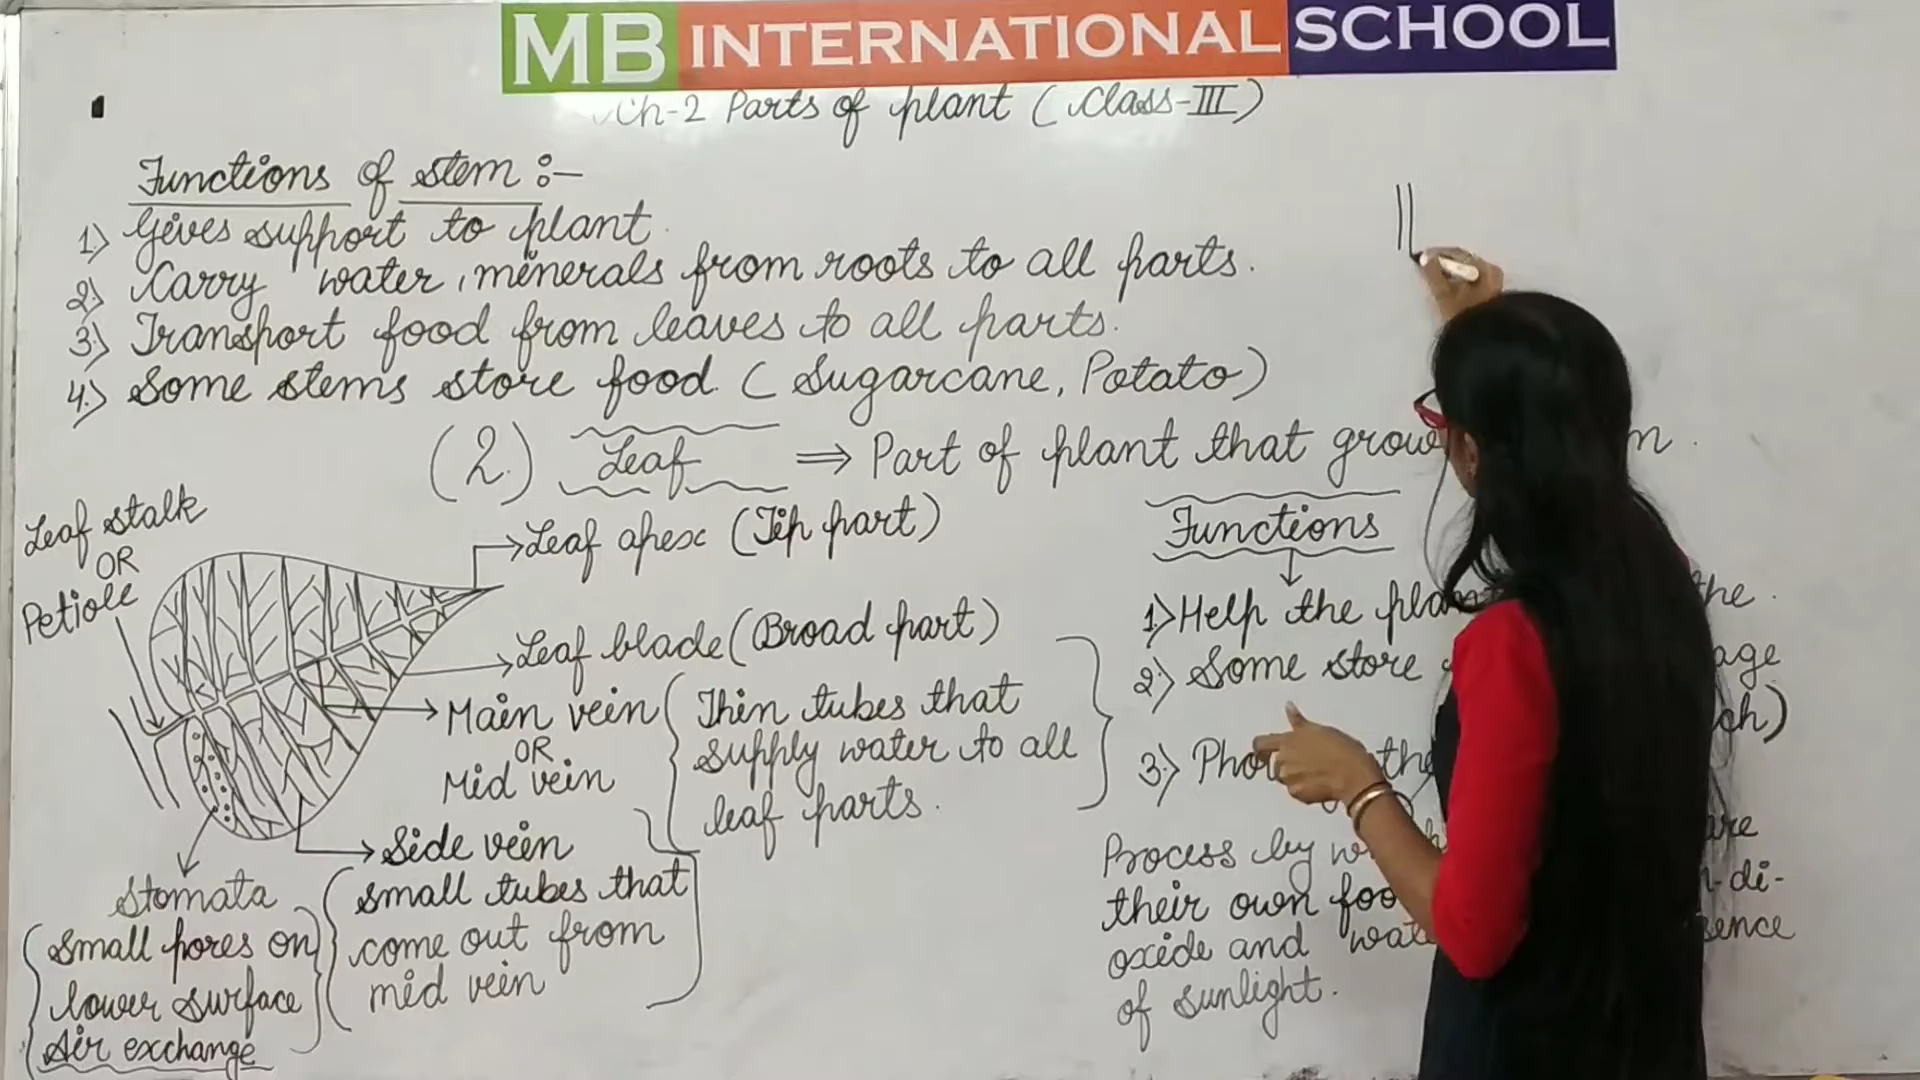 MB INTERNATIONAL SCHOOL
Ch-2 Parts of plant (Class-III)
Functions of stem :-
1.) Gives support to plant.
2.) Carry water, minerals from roots to all parts.
3.) Transport food from leaves to all parts.
4.) Some stems store food. (Sugarcane, Potato)
(2.) Leaf ⇒ Part of plant that grow
Leaf stalk
OR
Petiole
Leaf apex (Tip part)
Leaf blade (Broad part)
Main vein
OR
Mid vein
(Thin tubes that
supply water to all
leaf parts.
Side vein
(small tubes that
come out from
mid vein
Stomata
(small pores on
lower surface
Air exchange
Functions
1.) Help the the.
2.) Some store
3.)
Process by are
their own -di-
oxide and
of sunlight.